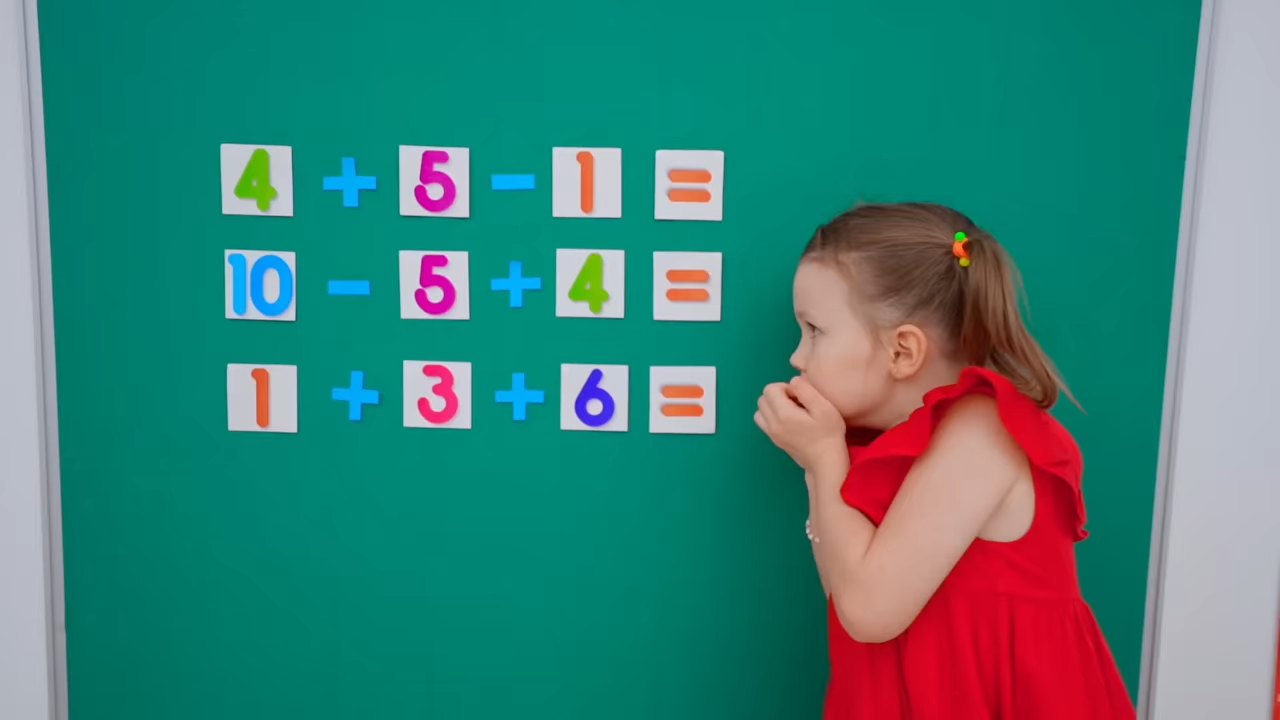 4 + 5 - 1 =
10 - 5 + 4 =
1 + 3 + 6 =